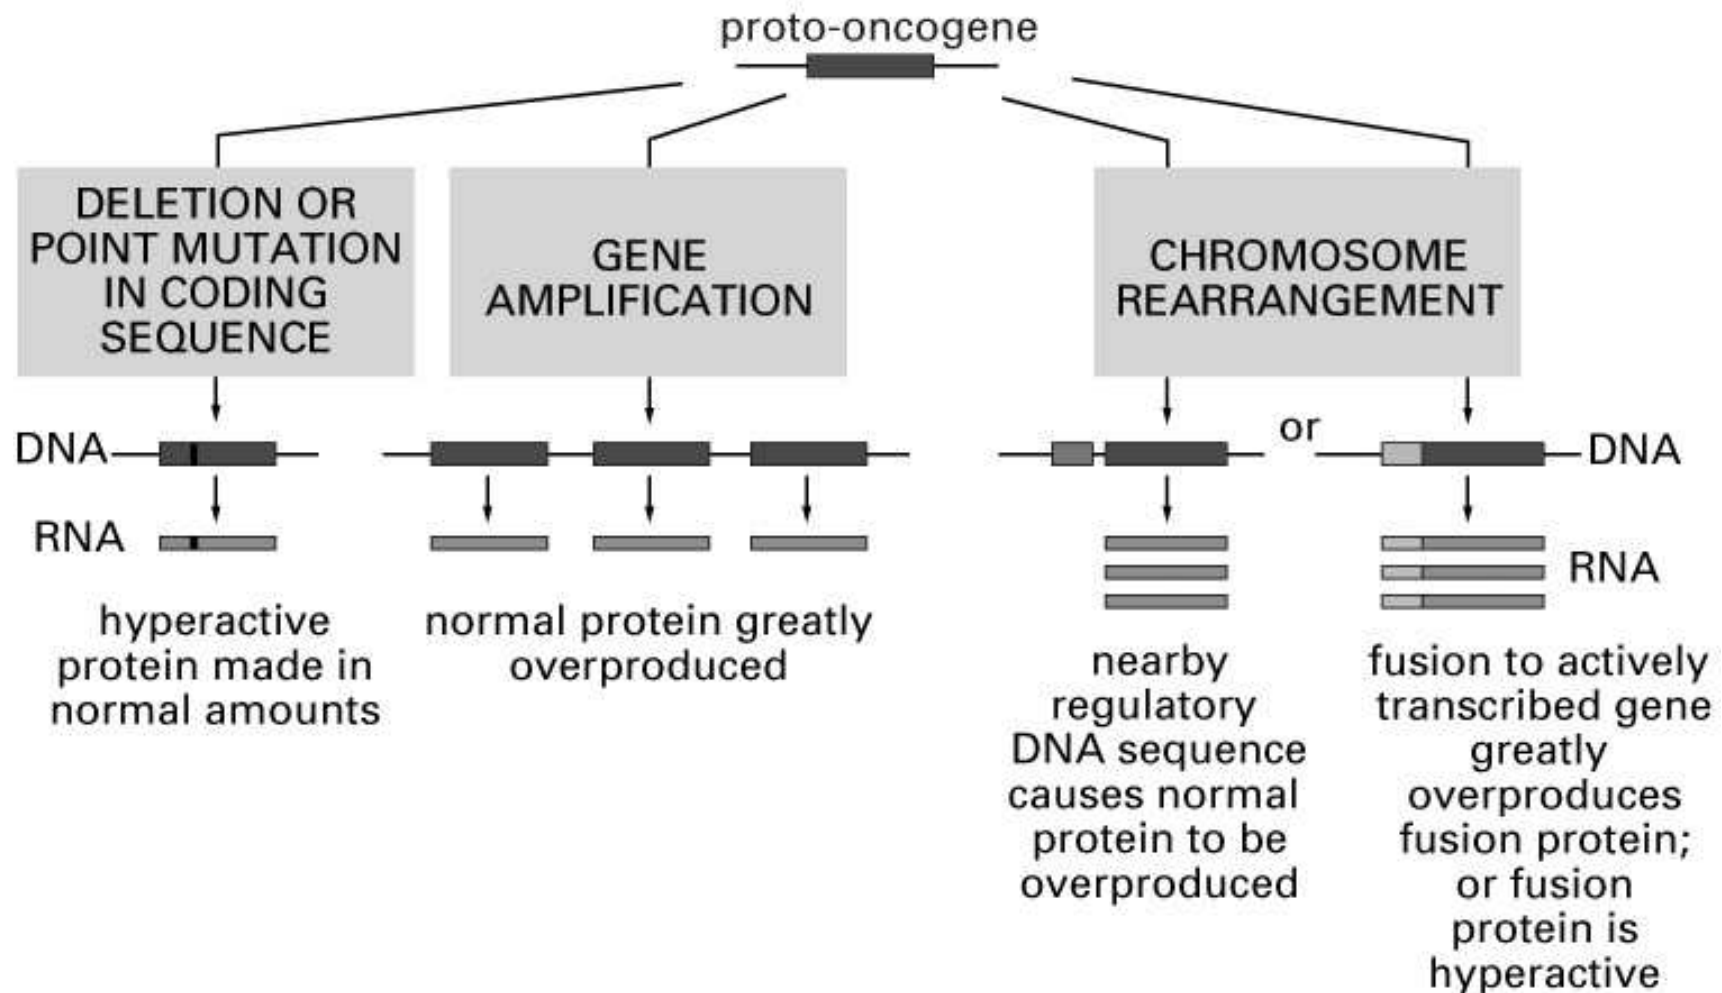 proto-oncogene
DELETION OR
POINT MUTATION
IN CODING
SEQUENCE
GENE
AMPLIFICATION
CHROMOSOME
REARRANGEMENT
DNA
or
DNA
RNA
RNA
hyperactive
protein made in
normal amounts
normal protein greatly
overproduced
nearby
regulatory
DNA sequence
causes normal
protein to be
overproduced
fusion to actively
transcribed gene
greatly
overproduces
fusion protein;
or fusion
protein is
hyperactive